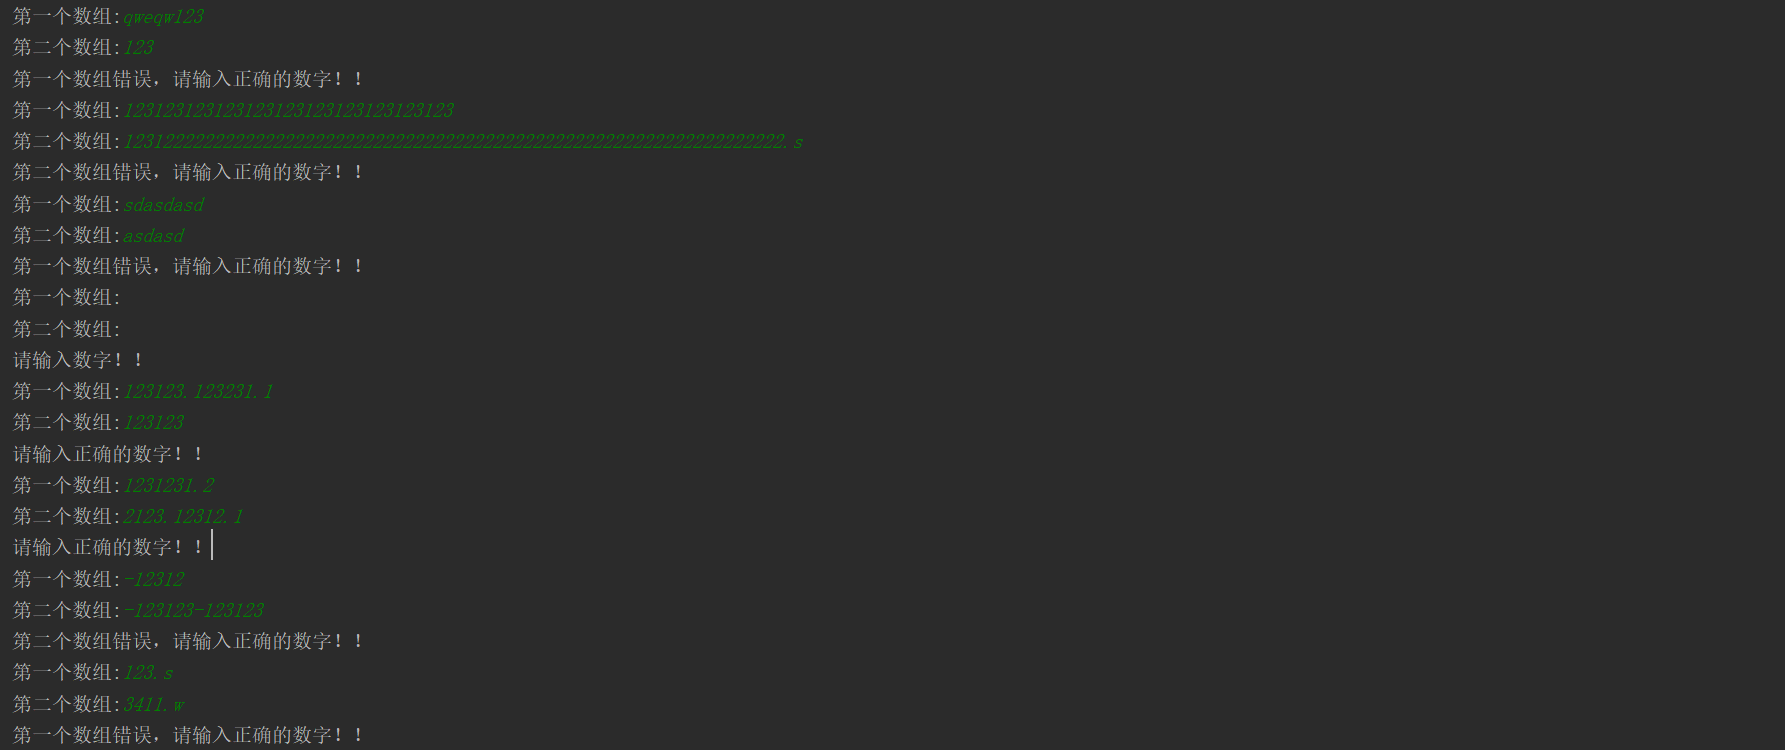 第一个数组:qweqw123
第二个数组:123
第一个数组错误，请输入正确的数字！！
第一个数组:123123123123123123123123123123123
第二个数组:123122222222222222222222222222222222222222222222222222222222222222.s
第二个数组错误，请输入正确的数字！！
第一个数组:sdasdasd
第二个数组:asdasd
第一个数组错误，请输入正确的数字！！
第一个数组:
第二个数组:
请输入数字！！
第一个数组:123123.123231.1
第二个数组:123123
请输入正确的数字！！
第一个数组:1231231.2
第二个数组:2123.12312.1
请输入正确的数字！！
第一个数组:-12312
第二个数组:-123123-123123
第二个数组错误，请输入正确的数字！！
第一个数组:123.s
第二个数组:3411.w
第一个数组错误，请输入正确的数字！！